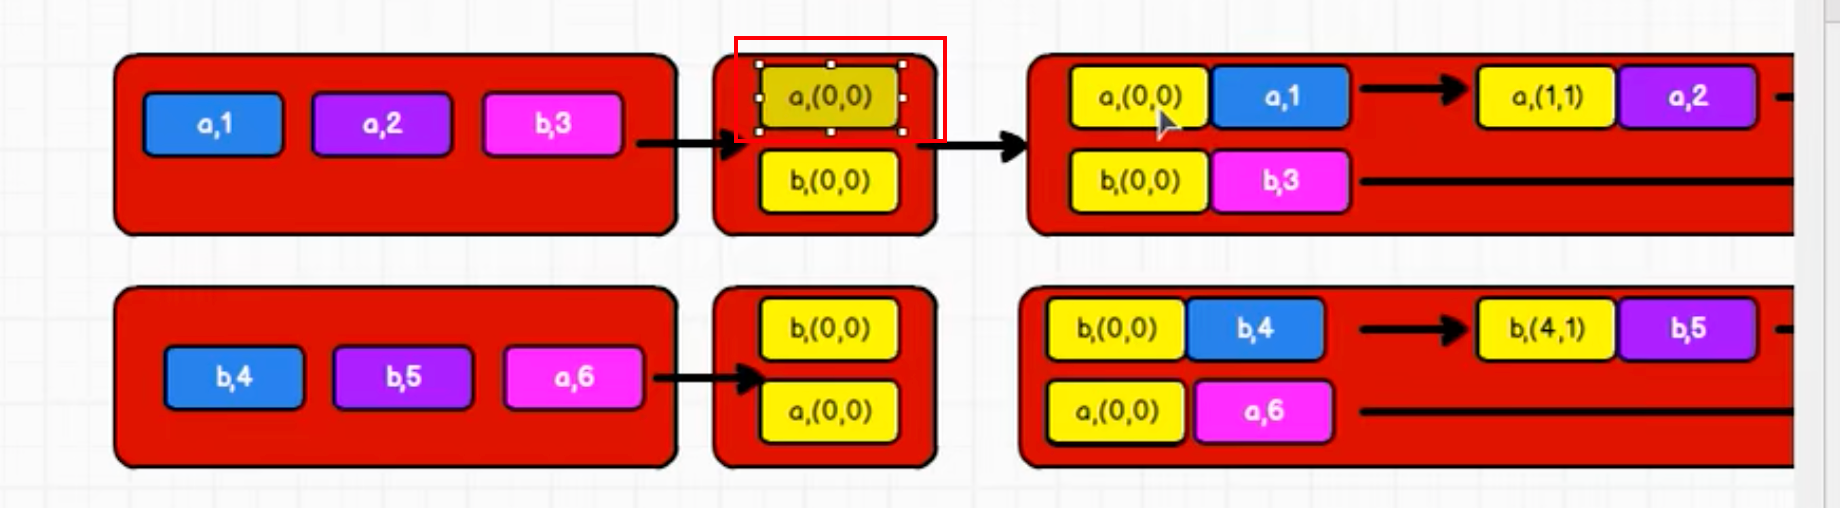 a,1 a,2 b,3
a,(0,0)
b,(0,0)
a,(0,0) a,1 a,(1,1) a,2
b,(0,0) b,3
b,4 b,5 a,6
b,(0,0)
a,(0,0)
b,(0,0) b,4 b,(4,1) b,5
a,(0,0) a,6